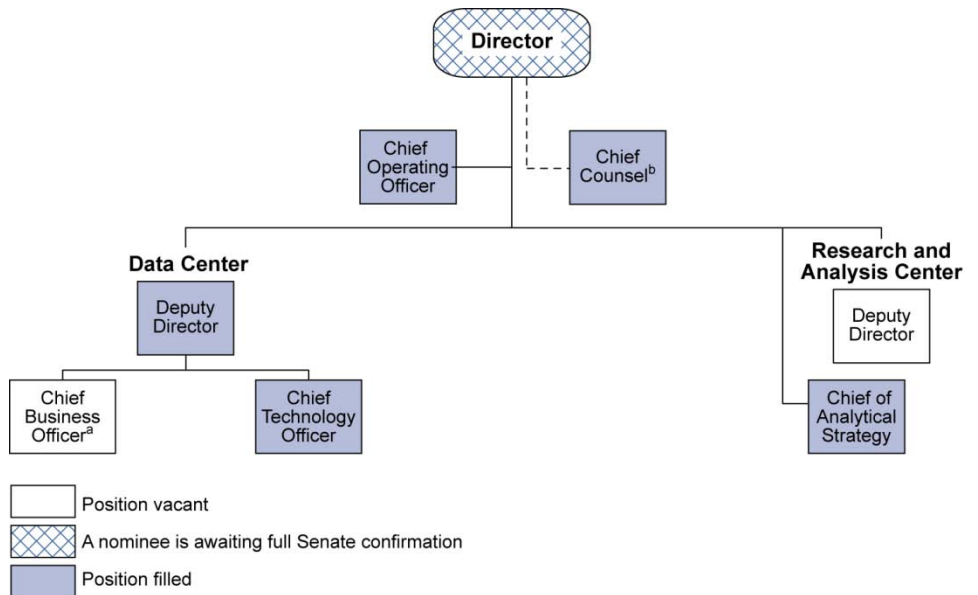 Director
Chief
Operating
Officer
Chief
Counselᵇ
Data Center
Deputy
Director
Chief
Business
Officerᵃ
Chief
Technology
Officer
Research and
Analysis Center
Deputy
Director
Chief of
Analytical
Strategy
Position vacant
A nominee is awaiting full Senate confirmation
Position filled